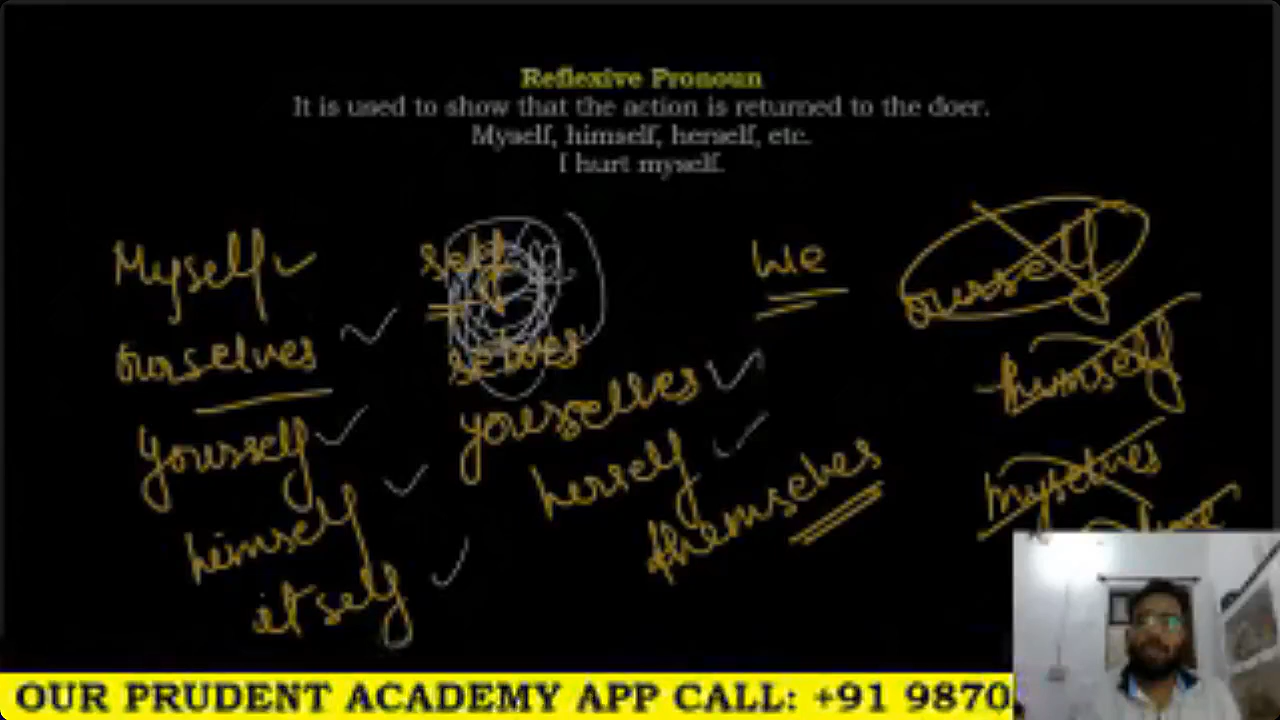 Reflexive Pronoun
It is used to show that the action is returned to the doer.
Myself, himself, herself, etc.
I hurt myself.
Myself
self
we
ourself
ourselves
selves
himself
yourselves
yourself
herself
myselves
himself
themselves
itself
OUR PRUDENT ACADEMY APP CALL: +91 9870